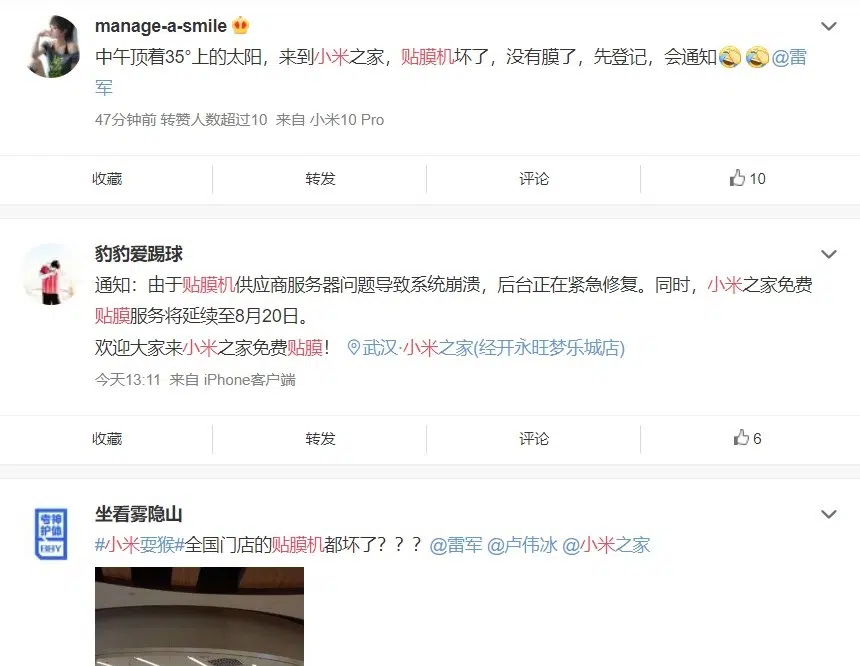 manage-a-smile
中午顶着35°上的太阳，来到小米之家，贴膜机坏了，没有膜了，先登记，会通知🤣 🤣@雷
军
47分钟前 转赞人数超过10 来自 小米10 Pro
收藏 转发 评论 10
豹豹爱踢球
通知：由于贴膜机供应商服务器问题导致系统崩溃，后台正在紧急修复。同时，小米之家免费
贴膜服务将延续至8月20日。
欢迎大家来小米之家免费贴膜！ 武汉·小米之家(经开永旺梦乐城店)
今天13:11 来自 iPhone客户端
收藏 转发 评论 6
夸神
护体
BBY
坐看雾隐山
#小米耍猴#全国门店的贴膜机都坏了？？？@雷军 @卢伟冰 @小米之家